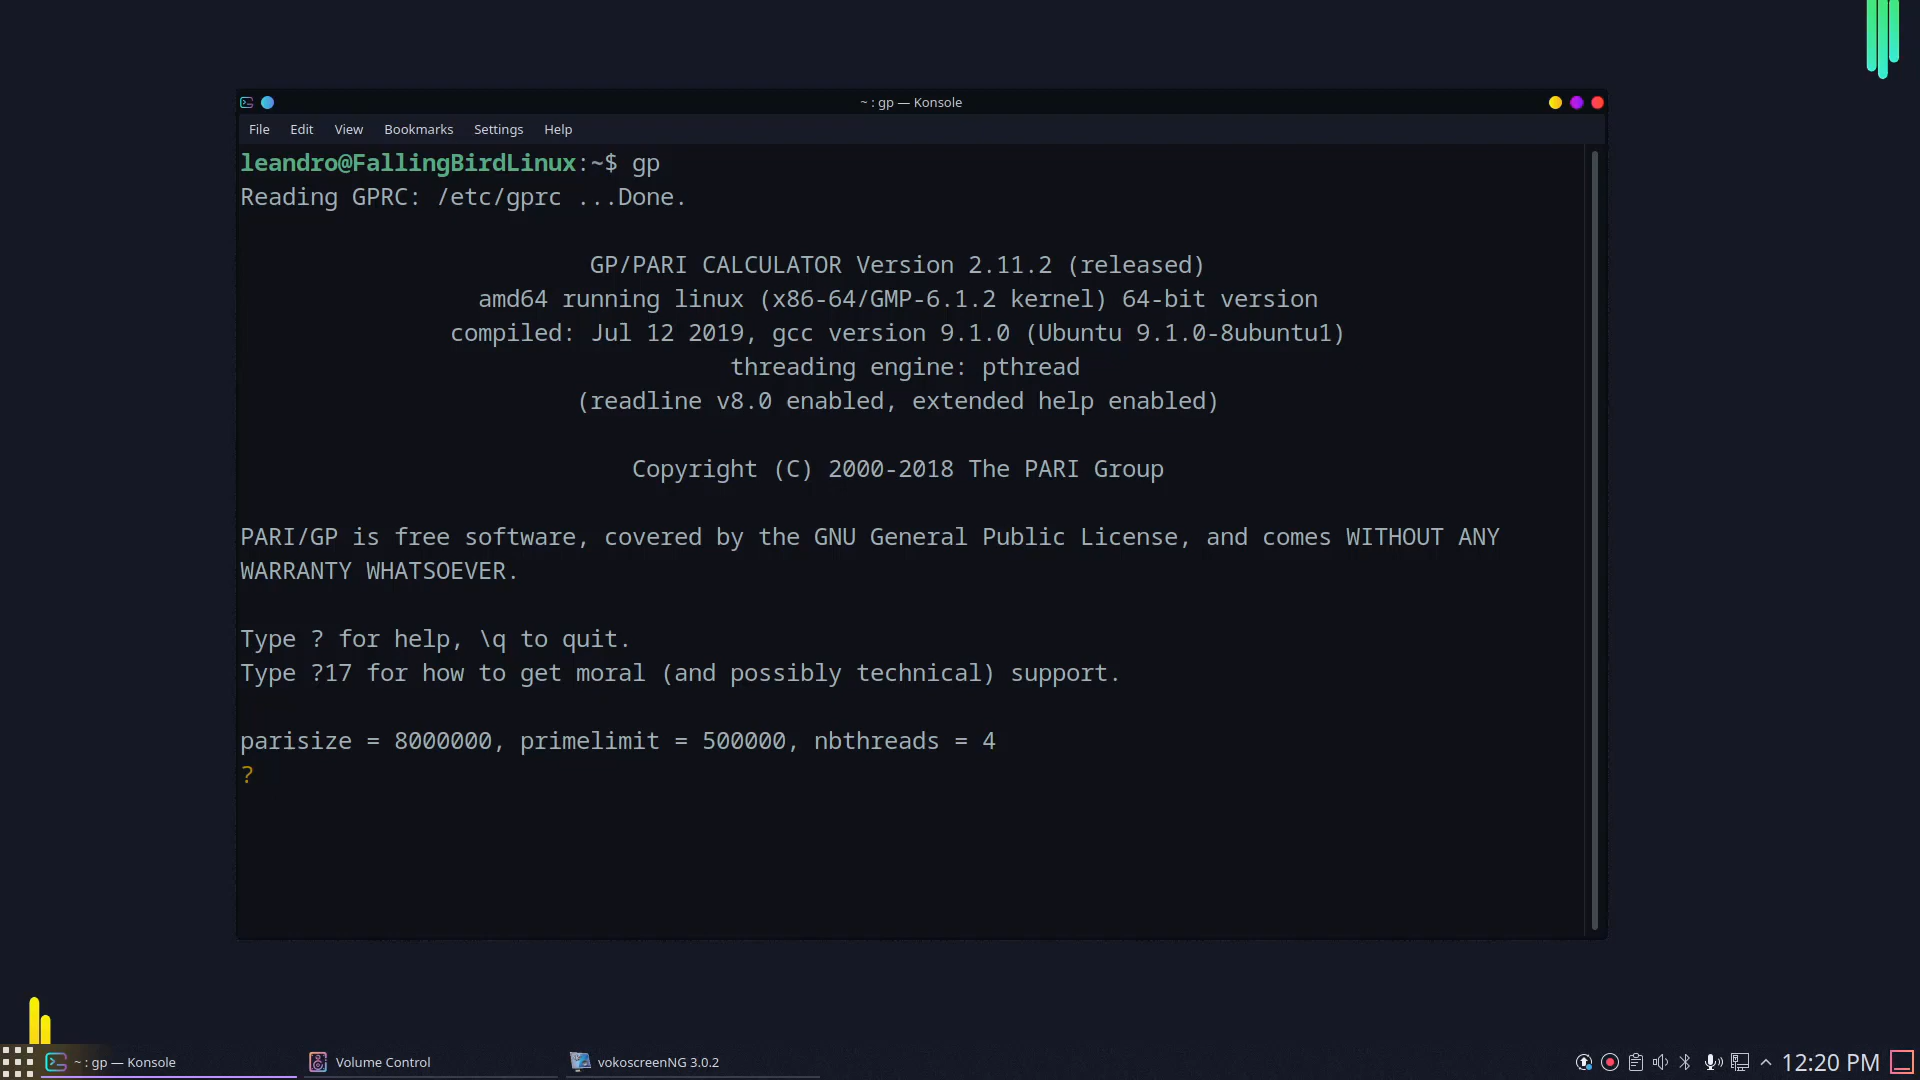 ~ : gp — Konsole
File Edit View Bookmarks Settings Help
leandro@FallingBirdLinux:~$ gp
Reading GPRC: /etc/gprc ...Done.
GP/PARI CALCULATOR Version 2.11.2 (released)
amd64 running linux (x86-64/GMP-6.1.2 kernel) 64-bit version
compiled: Jul 12 2019, gcc version 9.1.0 (Ubuntu 9.1.0-8ubuntu1)
threading engine: pthread
(readline v8.0 enabled, extended help enabled)
Copyright (C) 2000-2018 The PARI Group
PARI/GP is free software, covered by the GNU General Public License, and comes WITHOUT ANY
WARRANTY WHATSOEVER.
Type ? for help, \q to quit.
Type ?17 for how to get moral (and possibly technical) support.
parisize = 8000000, primelimit = 500000, nbthreads = 4
?
~ : gp — Konsole Volume Control vokoscreenNG 3.0.2 12:20 PM